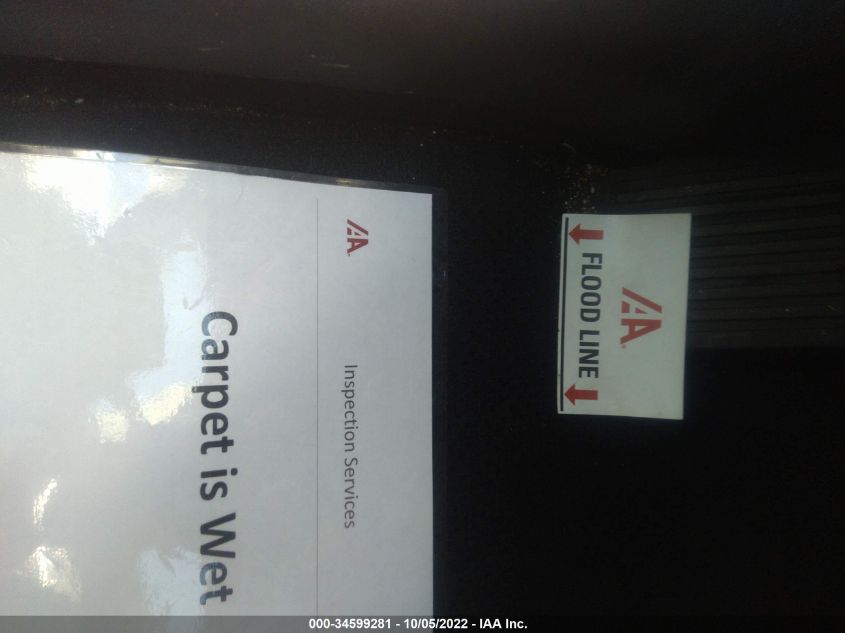 IAA
Inspection Services
Carpet is Wet
IAA
FLOOD LINE
000-34599281 - 10/05/2022 - IAA Inc.